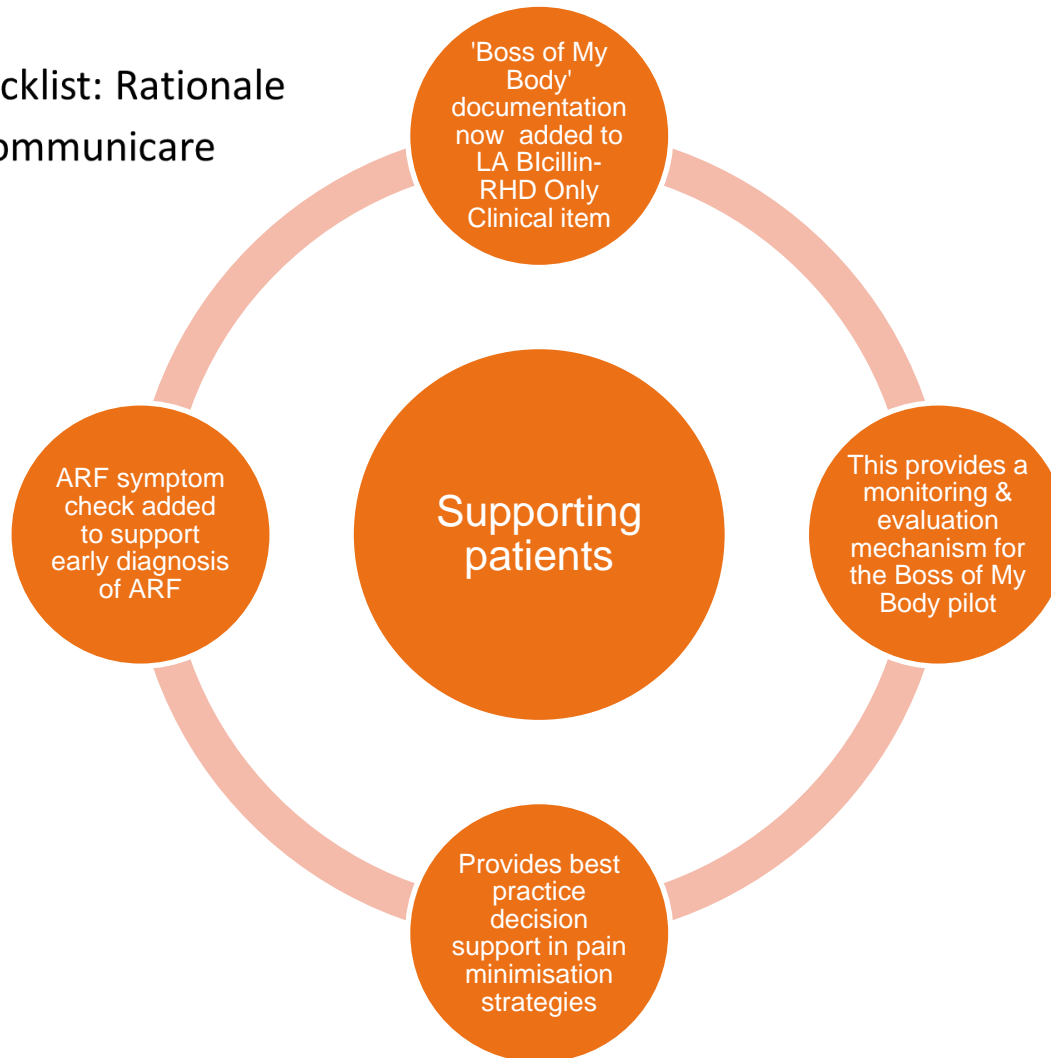 cklist: Rationale
ommunicare
'Boss of My
Body'
documentation
now added to
LA BIcillin-
RHD Only
Clinical item
This provides a
monitoring &
evaluation
mechanism for
the Boss of My
Body pilot
Provides best
practice
decision
support in pain
minimisation
strategies
ARF symptom
check added
to support
early diagnosis
of ARF
Supporting
patients